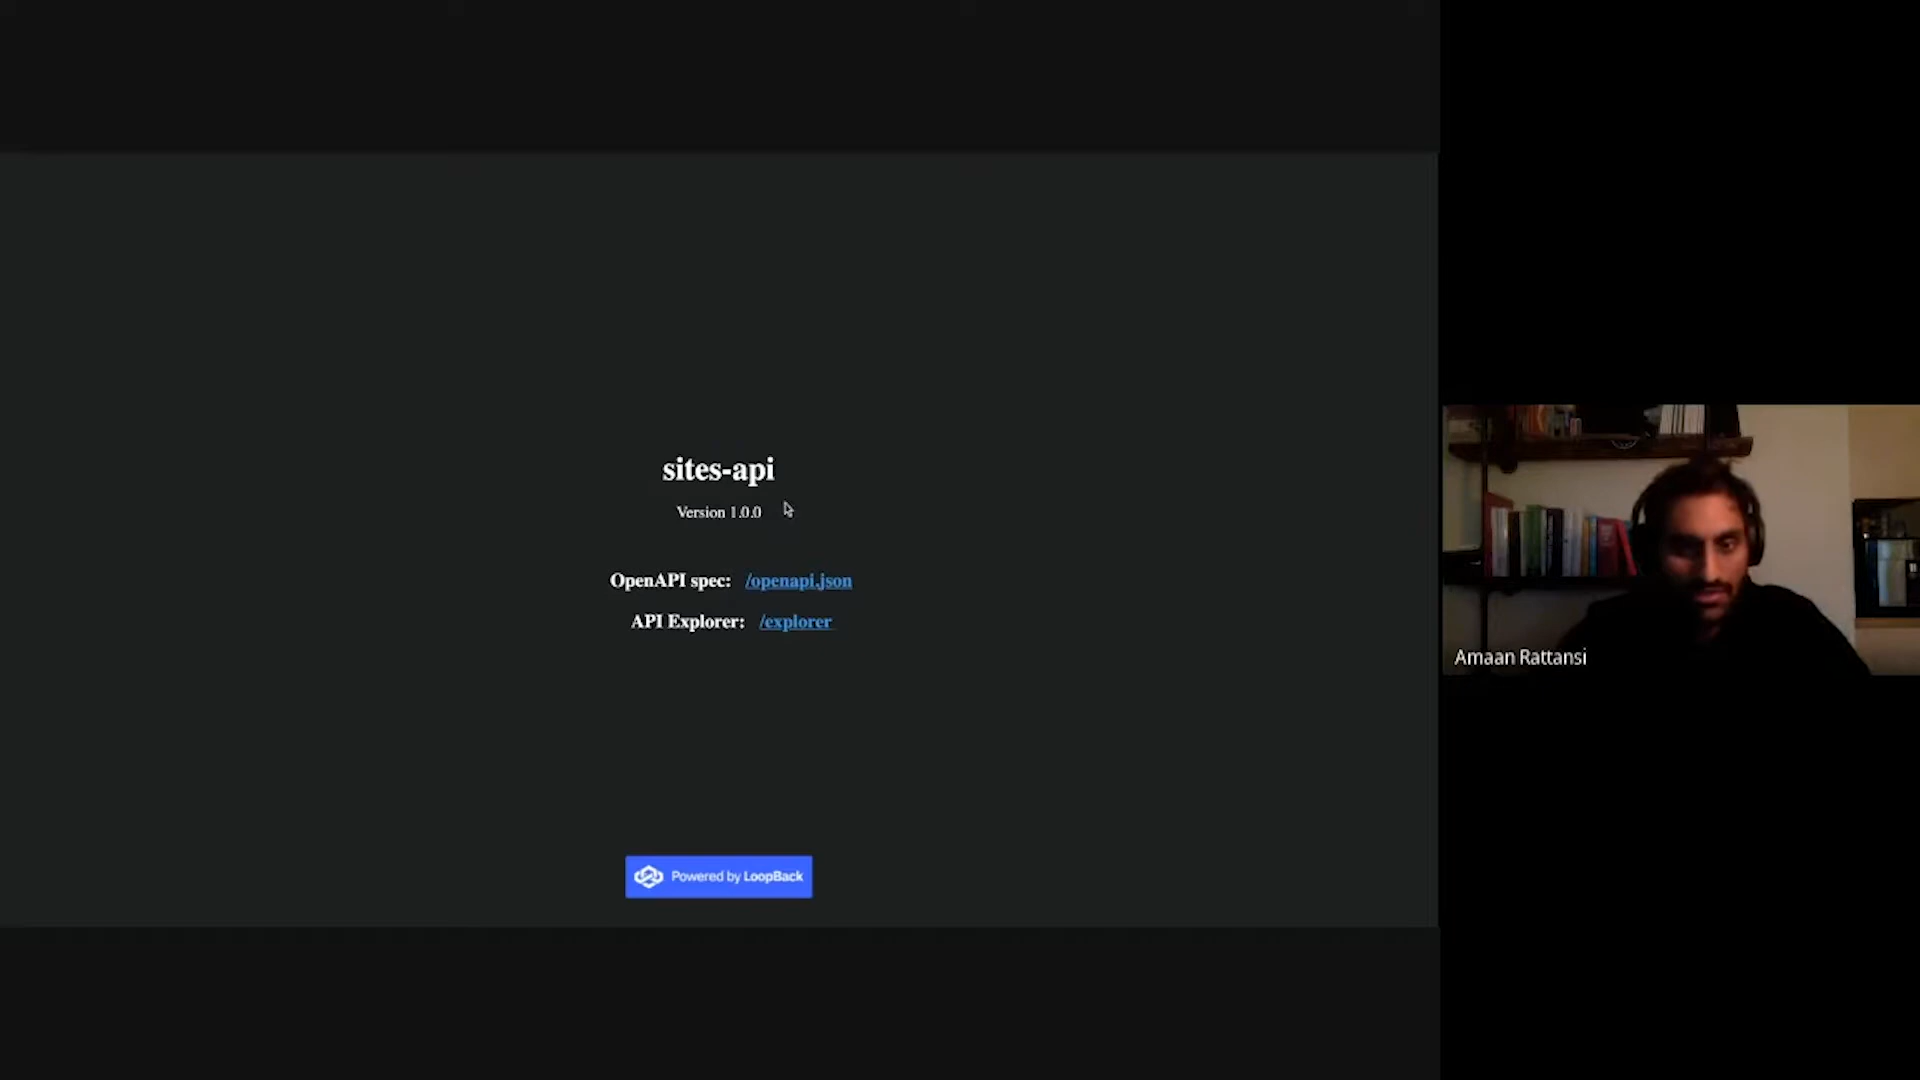 sites-api
Version 1.0.0
OpenAPI spec: /openapi.json
API Explorer: /explorer
Powered by LoopBack
Amaan Rattansi